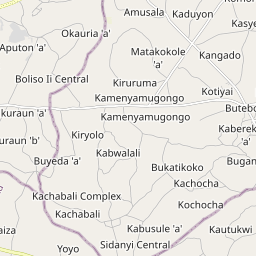 Amusala
Kaduyon
Kasye
Okauria 'a'
Aputon 'a'
Matakokole
'a'
Kangado
Boliso Ii Central
Kiruruma
Kotiyai
Kamenyamugongo
Butebo
kuraun 'a'
Kamenyamugongo
Kaberek
'a'
Kiryolo
kuraun 'b'
Kabwalali
Buyeda 'a'
Bugan
Bukatikoko
Kachocha
Kachabali Complex
Kochocha
Kachabali
Kabusule 'a'
Kautukwi
aiza
Yoyo
Sidanyi Central